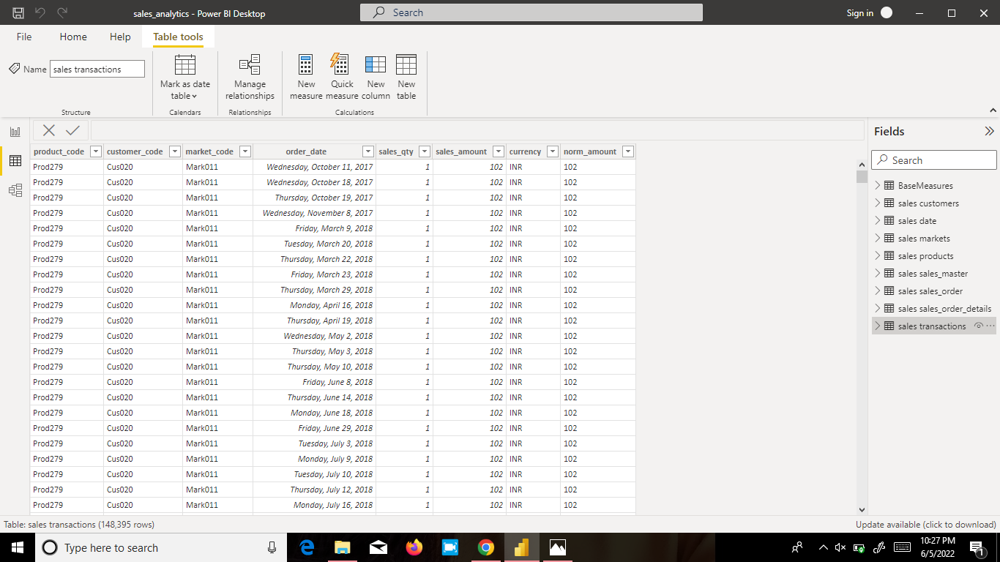 sales_analytics - Power BI Desktop
Search
Sign in
File Home Help Table tools
Name sales transactions
Mark as date table
Manage relationships
New measure
Quick measure
New column
New table
Structure
Calendars
Relationships
Calculations
product_code customer_code market_code order_date sales_qty sales_amount currency norm_amount
Prod279 Cus020 Mark011 Wednesday, October 11, 2017 1 102 INR 102
Prod279 Cus020 Mark011 Wednesday, October 18, 2017 1 102 INR 102
Prod279 Cus020 Mark011 Thursday, October 19, 2017 1 102 INR 102
Prod279 Cus020 Mark011 Wednesday, November 8, 2017 1 102 INR 102
Prod279 Cus020 Mark011 Friday, March 9, 2018 1 102 INR 102
Prod279 Cus020 Mark011 Tuesday, March 20, 2018 1 102 INR 102
Prod279 Cus020 Mark011 Thursday, March 22, 2018 1 102 INR 102
Prod279 Cus020 Mark011 Friday, March 23, 2018 1 102 INR 102
Prod279 Cus020 Mark011 Thursday, March 29, 2018 1 102 INR 102
Prod279 Cus020 Mark011 Monday, April 16, 2018 1 102 INR 102
Prod279 Cus020 Mark011 Thursday, April 19, 2018 1 102 INR 102
Prod279 Cus020 Mark011 Wednesday, May 2, 2018 1 102 INR 102
Prod279 Cus020 Mark011 Thursday, May 3, 2018 1 102 INR 102
Prod279 Cus020 Mark011 Thursday, May 10, 2018 1 102 INR 102
Prod279 Cus020 Mark011 Friday, June 8, 2018 1 102 INR 102
Prod279 Cus020 Mark011 Thursday, June 14, 2018 1 102 INR 102
Prod279 Cus020 Mark011 Monday, June 18, 2018 1 102 INR 102
Prod279 Cus020 Mark011 Friday, June 29, 2018 1 102 INR 102
Prod279 Cus020 Mark011 Tuesday, July 3, 2018 1 102 INR 102
Prod279 Cus020 Mark011 Monday, July 9, 2018 1 102 INR 102
Prod279 Cus020 Mark011 Tuesday, July 10, 2018 1 102 INR 102
Prod279 Cus020 Mark011 Thursday, July 12, 2018 1 102 INR 102
Prod279 Cus020 Mark011 Monday, July 16, 2018 1 102 INR 102
Fields
Search
BaseMeasures
sales customers
sales date
sales markets
sales products
sales sales_master
sales sales_order
sales sales_order_details
sales transactions
Table: sales transactions (148,395 rows)
Update available (click to download)
Type here to search
10:27 PM
6/5/2022
1